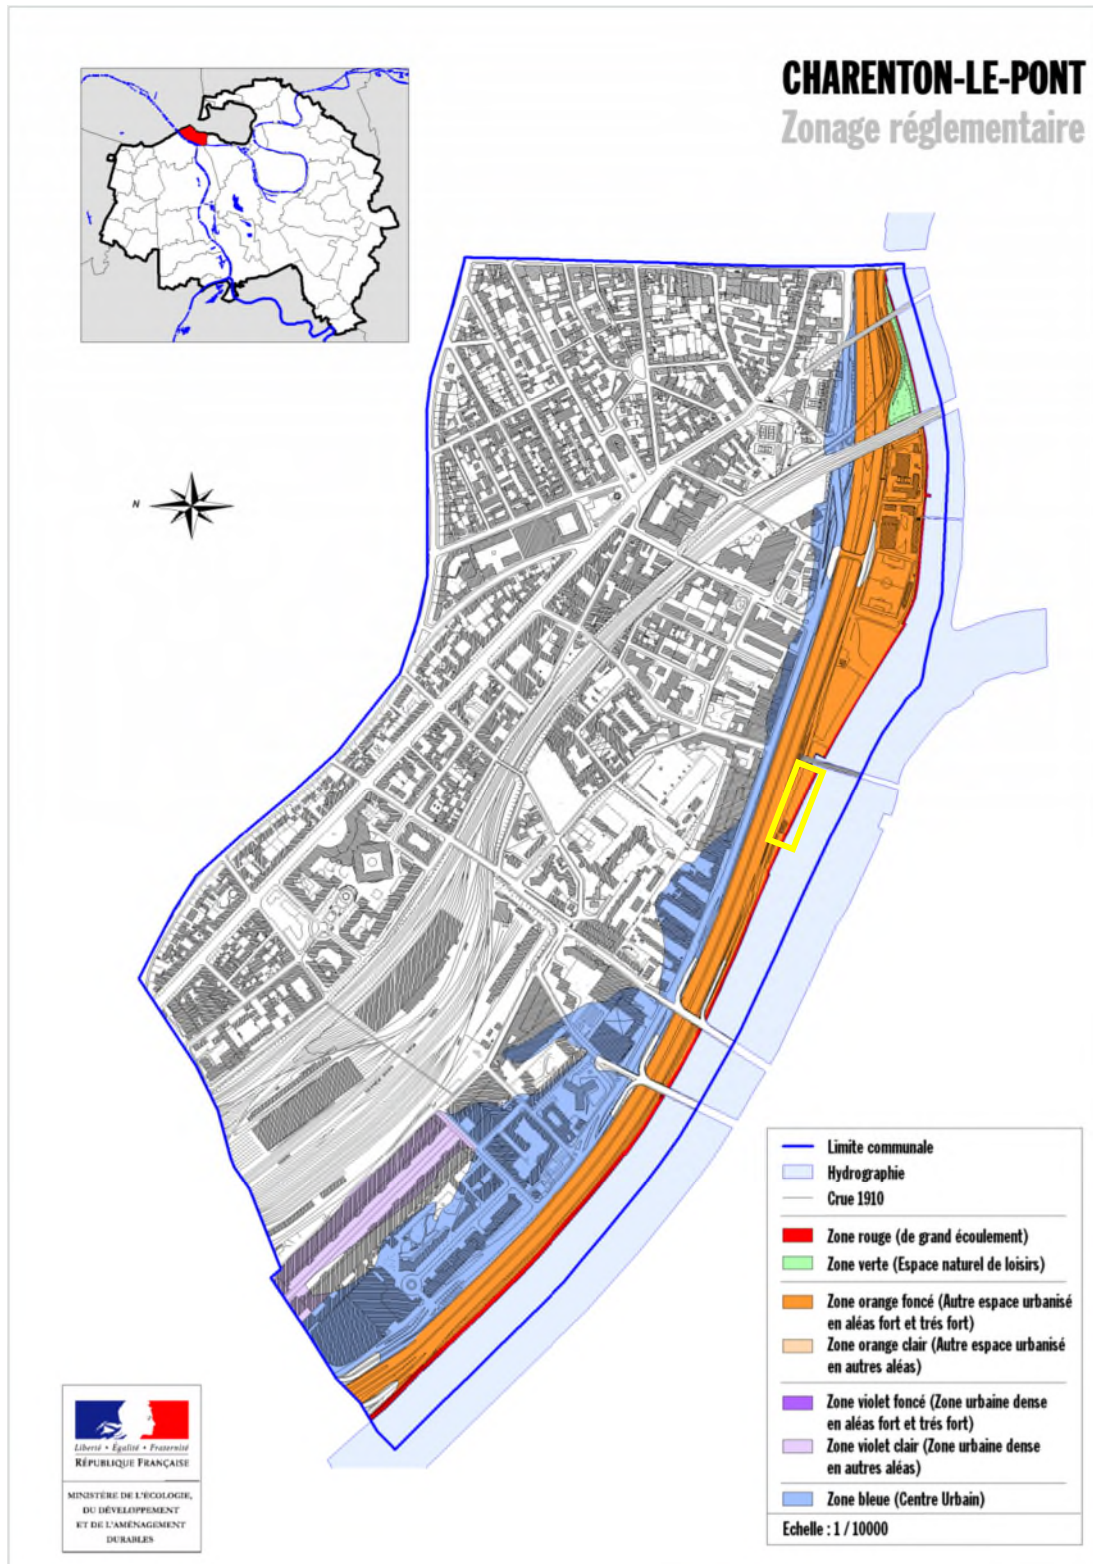 CHARENTON-LE-PONT
Zonage réglementaire
N
Limite communale
Hydrographie
Crue 1910
Zone rouge (de grand écoulement)
Zone verte (Espace naturel de loisirs)
Zone orange foncé (Autre espace urbanisé
en aléas fort et trés fort)
Zone orange clair (Autre espace urbanisé
en autres aléas)
Zone violet foncé (Zone urbaine dense
en aléas fort et trés fort)
Zone violet clair (Zone urbaine dense
en autres aléas)
Zone bleue (Centre Urbain)
Echelle : 1 / 10000
Liberté • Égalité • Fraternité
RÉPUBLIQUE FRANÇAISE
MINISTÈRE DE L'ÉCOLOGIE,
DU DÉVELOPPEMENT
ET DE L'AMÉNAGEMENT
DURABLES